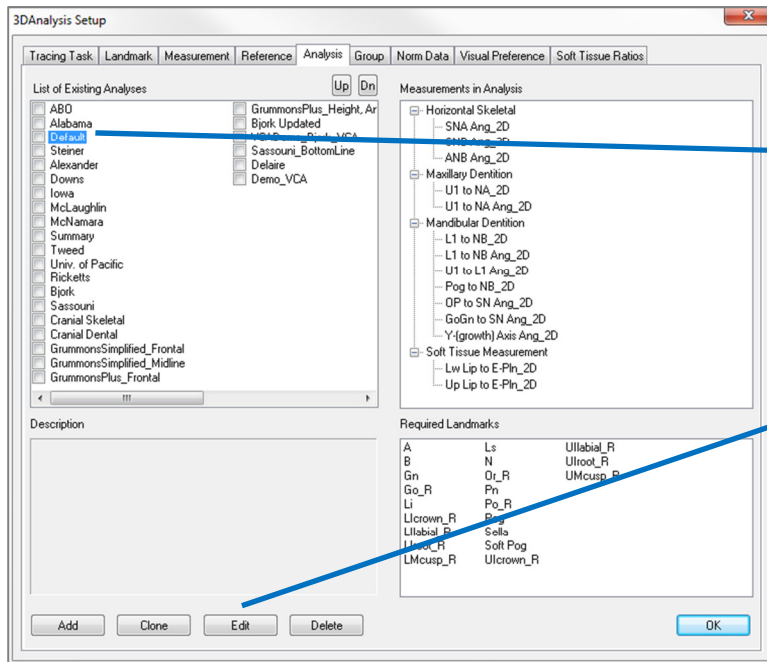 3DAnalysis Setup
Tracing Task Landmark Measurement Reference Analysis Group Norm Data Visual Preference Soft Tissue Ratios
List of Existing Analyses
Up Dn
ABO
Alabama
Default
Steiner
Alexander
Downs
Iowa
McLaughlin
McNamara
Summary
Tweed
Univ. of Pacific
Ricketts
Bjork
Sassouni
Cranial Skeletal
Cranial Dental
GrummonsSimplified_Frontal
GrummonsSimplified_Midline
GrummonsPlus_Frontal
GrummonsPlus_Height, Ar
Bjork Updated
VCADemo_Bjork_VCA
Sassouni_BottomLine
Delaire
Demo_VCA
Measurements in Analysis
Horizontal Skeletal
SNA Ang_2D
SNB Ang_2D
ANB Ang_2D
Maxillary Dentition
U1 to NA_2D
U1 to NA Ang_2D
Mandibular Dentition
L1 to NB_2D
L1 to NB Ang_2D
U1 to L1 Ang_2D
Pog to NB_2D
OP to SN Ang_2D
GoGn to SN Ang_2D
Y-(growth) Axis Ang_2D
Soft Tissue Measurement
Lw Lip to E-Pln_2D
Up Lip to E-Pln_2D
Description
Required Landmarks
A
B
Gn
Go_R
Li
LIcrown_R
LIlabial_R
LIroot_R
LMcusp_R
Ls
N
Or_R
Pn
Po_R
Pog
Sella
Soft Pog
UIcrown_R
UIlabial_R
UIroot_R
UMcusp_R
Add Clone Edit Delete
OK